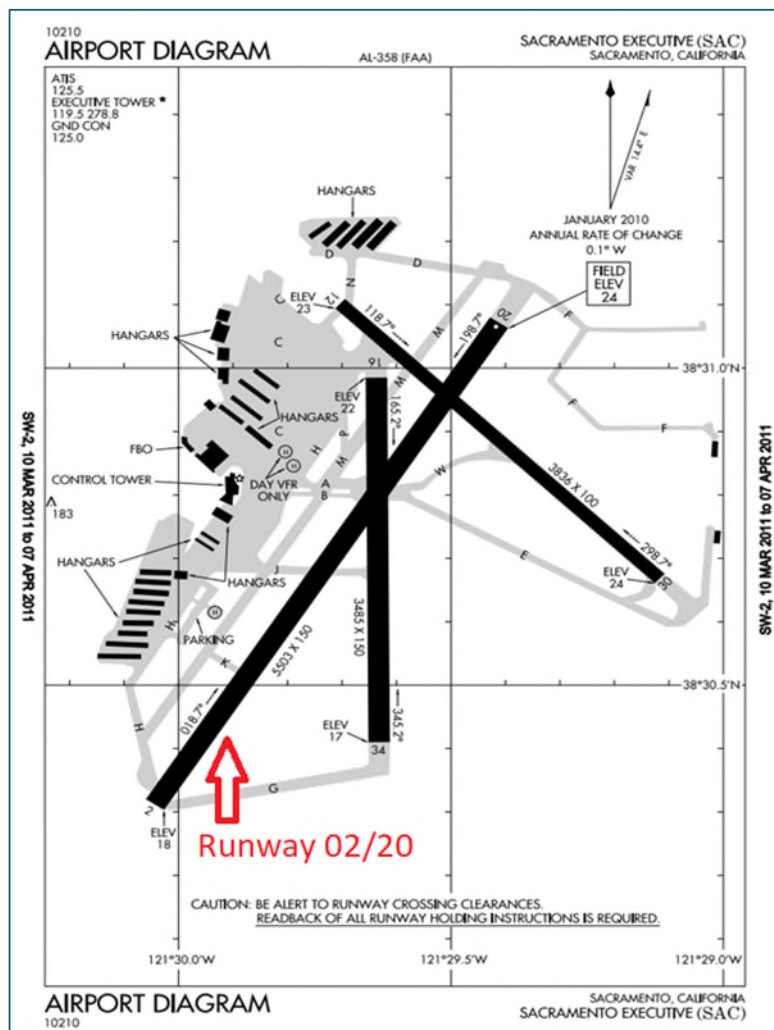 10210
AIRPORT DIAGRAM
AL-358 (FAA)
SACRAMENTO EXECUTIVE (SAC)
SACRAMENTO, CALIFORNIA
ATIS
125.5
EXECUTIVE TOWER *
119.5 278.8
GND CON
125.0
VAR 14.4° E
JANUARY 2010
ANNUAL RATE OF CHANGE
0.1° W
HANGARS
D
D
N
FIELD
ELEV
24
ELEV
23
12
C
118.7°
W
198.7°
20
F
HANGARS
C
16
38°31.0'N
ELEV
22
165.2°
W
F
F
HANGARS
C
H
P
M
FBO
CONTROL TOWER
H
H
DAY VFR
ONLY
A
B
W
3836 X 100
183
E
298.7°
HANGARS
HANGARS
J
ELEV
24
30
H
PARKING
H
3485 X 150
5503 X 150
K
38°30.5'N
018.7°
H
ELEV
17
345.2°
34
G
2
ELEV
18
Runway 02/20
SW-2, 10 MAR 2011 to 07 APR 2011
SW-2, 10 MAR 2011 to 07 APR 2011
CAUTION: BE ALERT TO RUNWAY CROSSING CLEARANCES.
READBACK OF ALL RUNWAY HOLDING INSTRUCTIONS IS REQUIRED.
121°30.0'W
121°29.5'W
121°29.0'W
AIRPORT DIAGRAM
10210
SACRAMENTO, CALIFORNIA
SACRAMENTO EXECUTIVE (SAC)